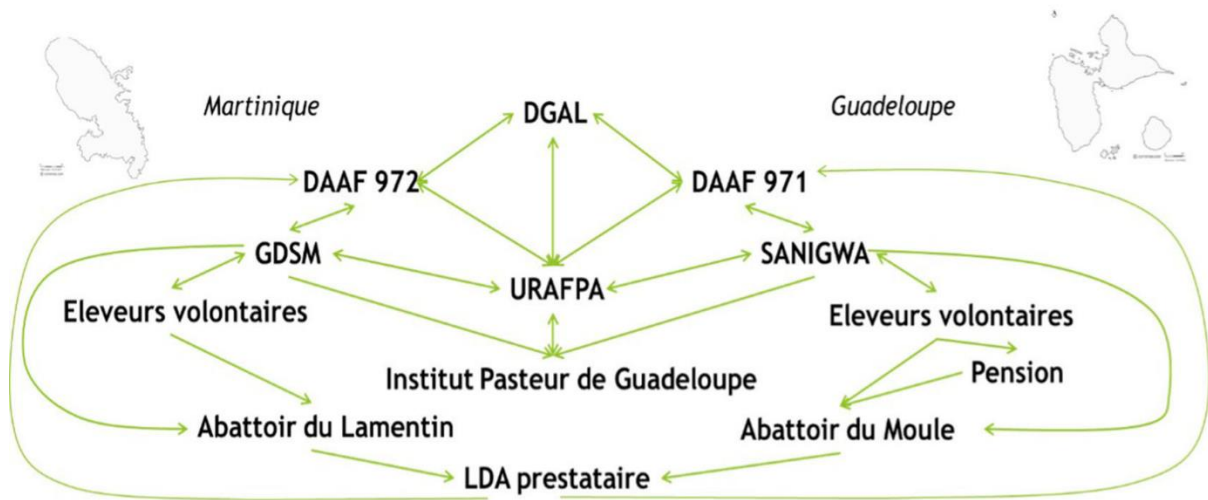 Martinique
DGAL
Guadeloupe
DAAF 972
DAAF 971
GDSM
SANIGWA
URAFPA
Eleveurs volontaires
Eleveurs volontaires
Institut Pasteur de Guadeloupe
Pension
Abattoir du Lamentin
Abattoir du Moule
LDA prestataire